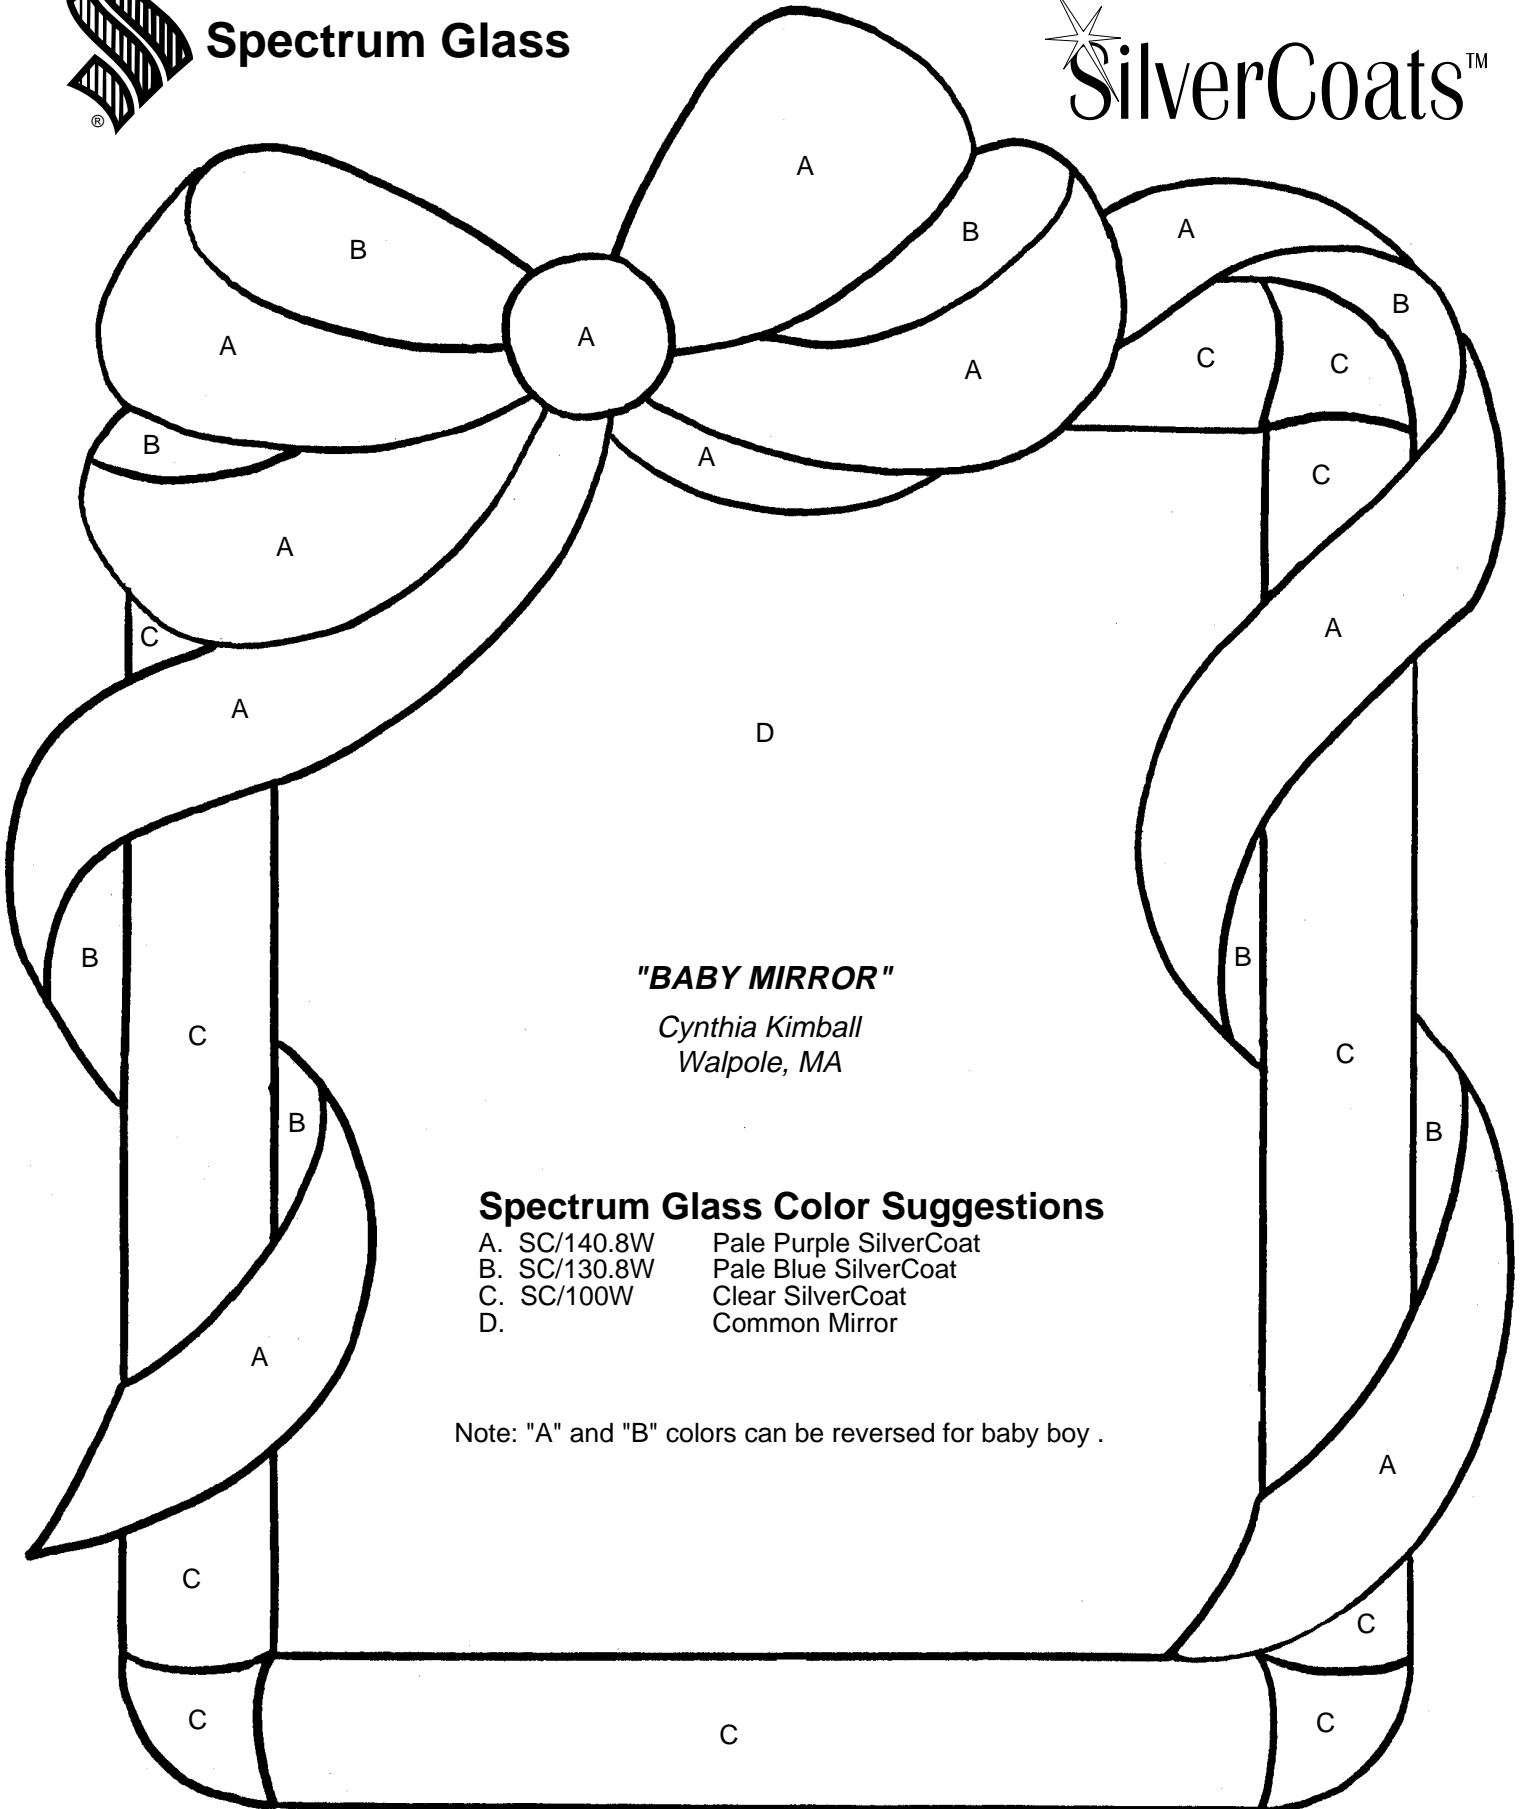 Spectrum Glass
®
SilverCoats™
A
B
A
B
A
A
B
A
C
C
A
B
A
C
A
C
A
A
D
B
B
"BABY MIRROR"
Cynthia Kimball
Walpole, MA
C
C
B
B
Spectrum Glass Color Suggestions
A. SC/140.8W Pale Purple SilverCoat
B. SC/130.8W Pale Blue SilverCoat
C. SC/100W Clear SilverCoat
D. Common Mirror
A
Note: "A" and "B" colors can be reversed for baby boy .
A
C
C
C
C
C